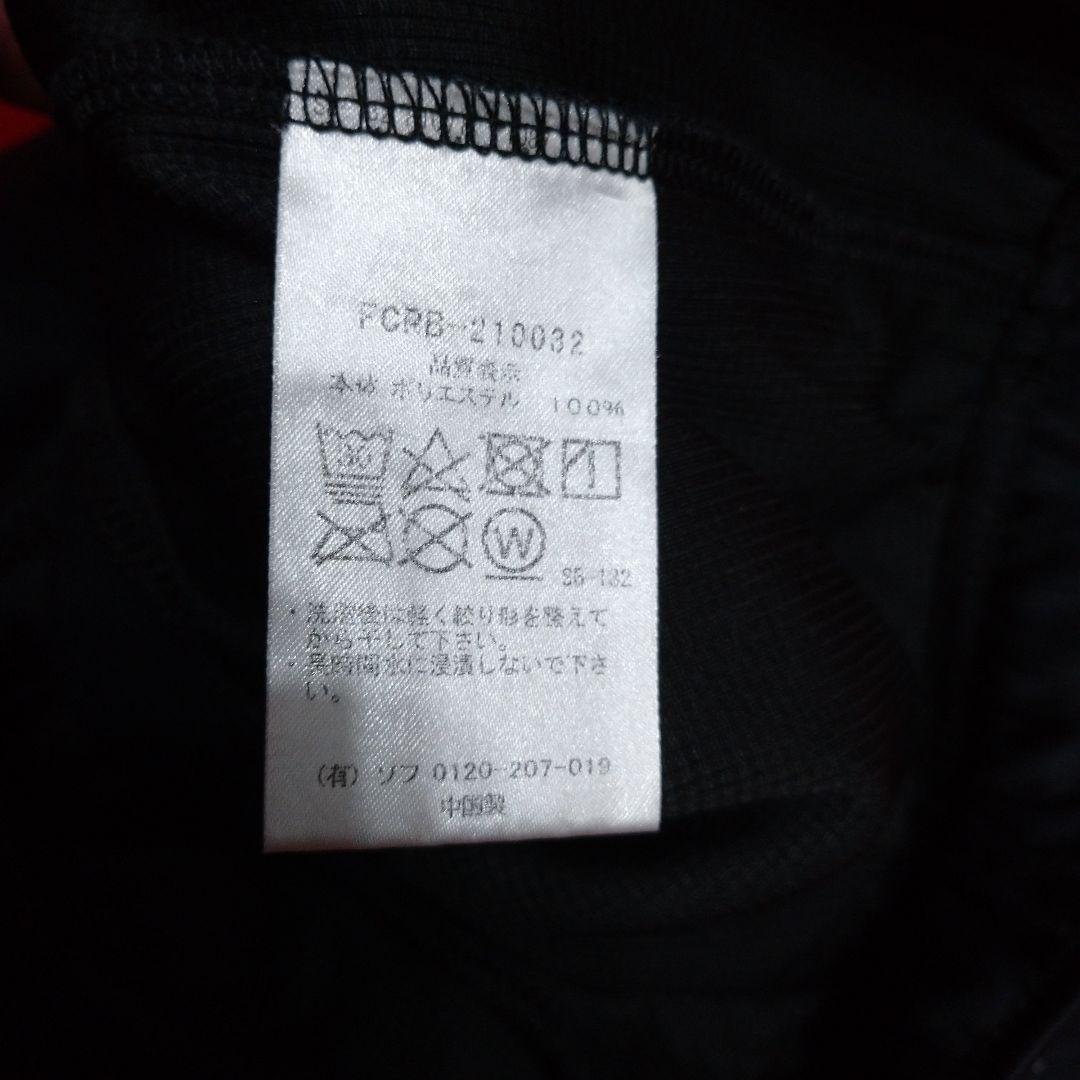 FCRB-210032
品質表示
本体 ポリエステル 100%
30
W
SB-132
・洗濯後は軽く絞り形を整えて
から干して下さい。
・長時間水に浸漬しないで下さ
い。
(有) ソフ 0120-207-019
中国製